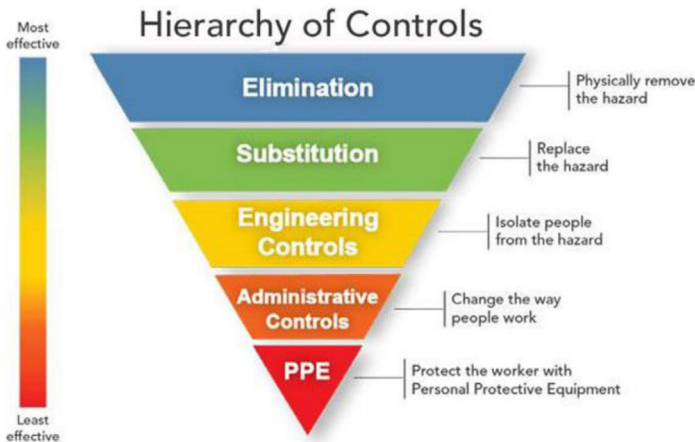 Hierarchy of Controls
Most
effective
Elimination
Physically remove
the hazard
Substitution
Replace
the hazard
Engineering
Controls
Isolate people
from the hazard
Administrative
Controls
Change the way
people work
PPE
Protect the worker with
Personal Protective Equipment
Least
effective